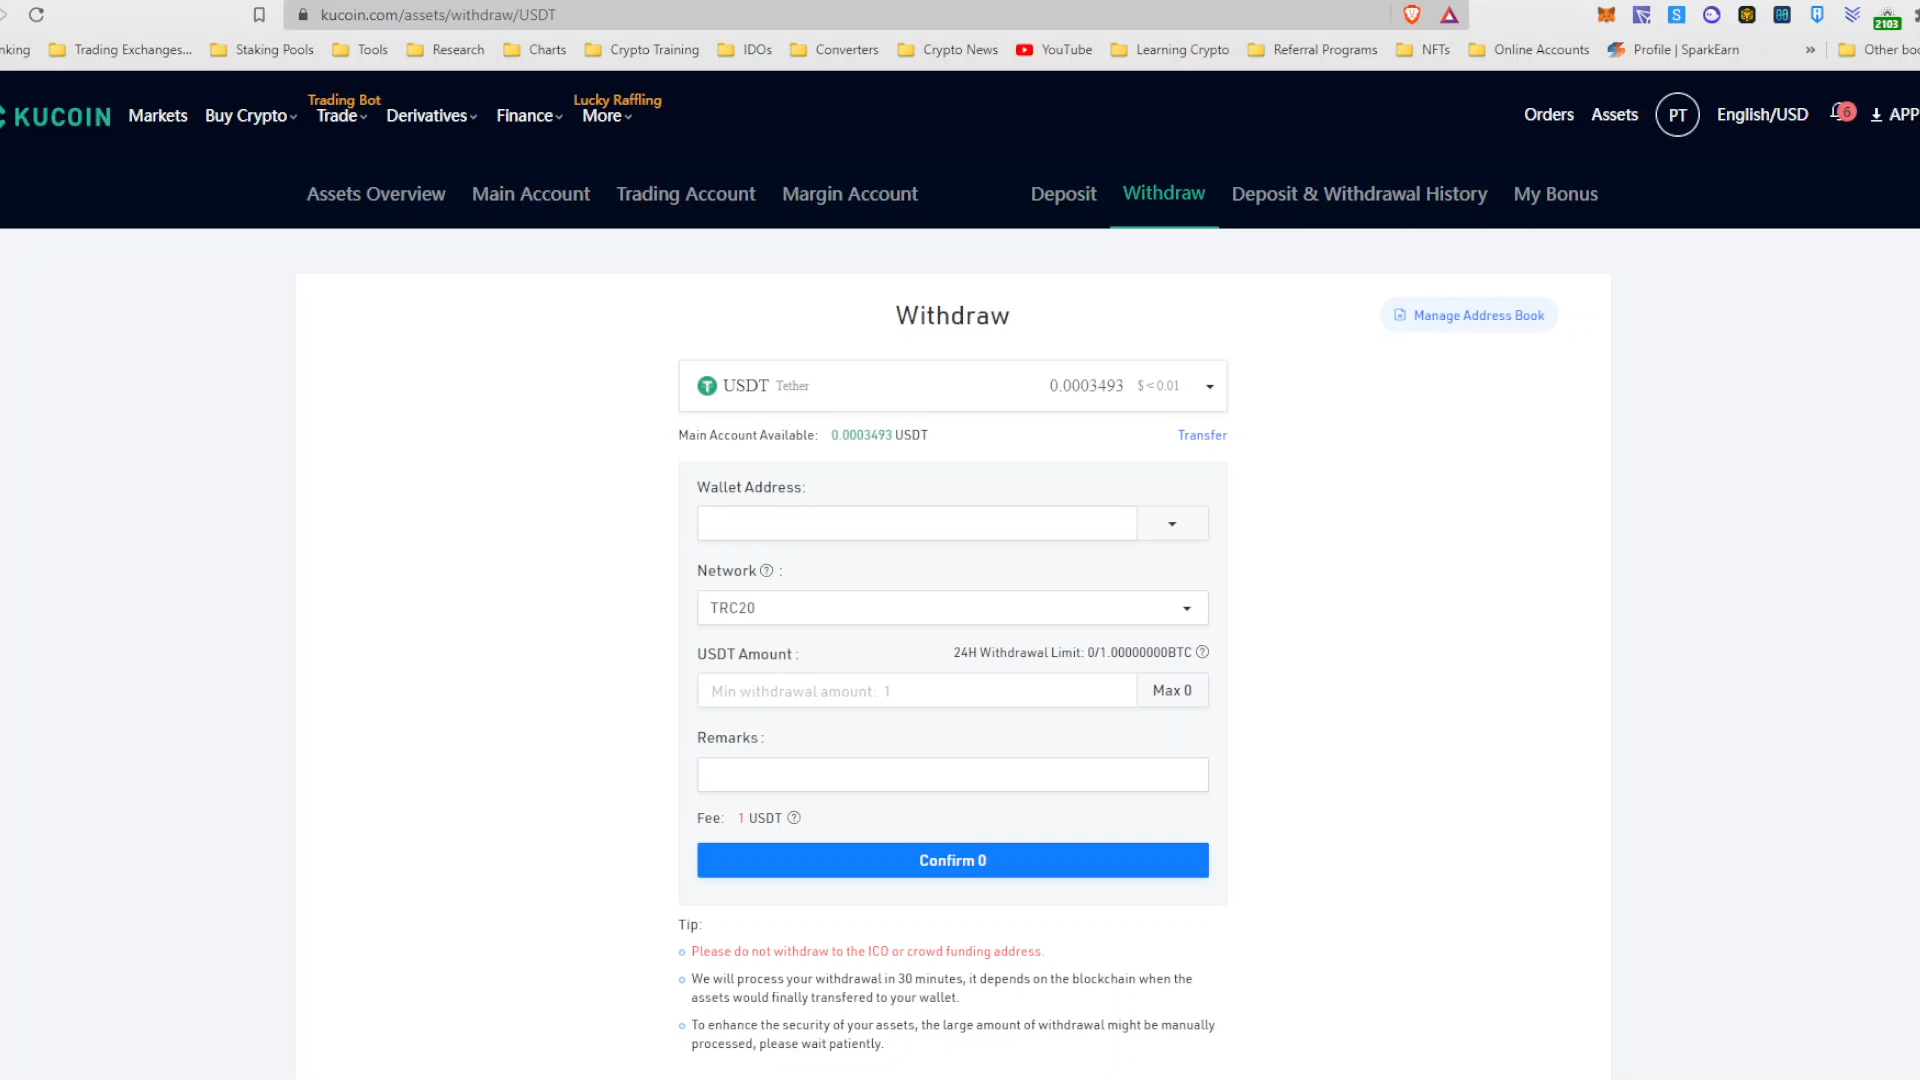 kucoin.com/assets/withdraw/USDT
2103
nking Trading Exchanges... Staking Pools Tools Research Charts Crypto Training IDOs Converters Crypto News YouTube Learning Crypto Referral Programs NFTs Online Accounts Profile | SparkEarn » Other boo
Trading Bot Lucky Raffling
KUCOIN Markets Buy Crypto Trade Derivatives Finance More Orders Assets PT English/USD 6 APP
Assets Overview Main Account Trading Account Margin Account Deposit Withdraw Deposit & Withdrawal History My Bonus
Withdraw
Manage Address Book
USDT Tether 0.0003493 $ < 0.01
Main Account Available: 0.0003493 USDT Transfer
Wallet Address:
Network ? :
TRC20
USDT Amount : 24H Withdrawal Limit: 0/1.00000000BTC ?
Min withdrawal amount: 1 Max 0
Remarks :
Fee: 1 USDT ?
Confirm 0
Tip:
Please do not withdraw to the ICO or crowd funding address.
We will process your withdrawal in 30 minutes, it depends on the blockchain when the
assets would finally transfered to your wallet.
To enhance the security of your assets, the large amount of withdrawal might be manually
processed, please wait patiently.